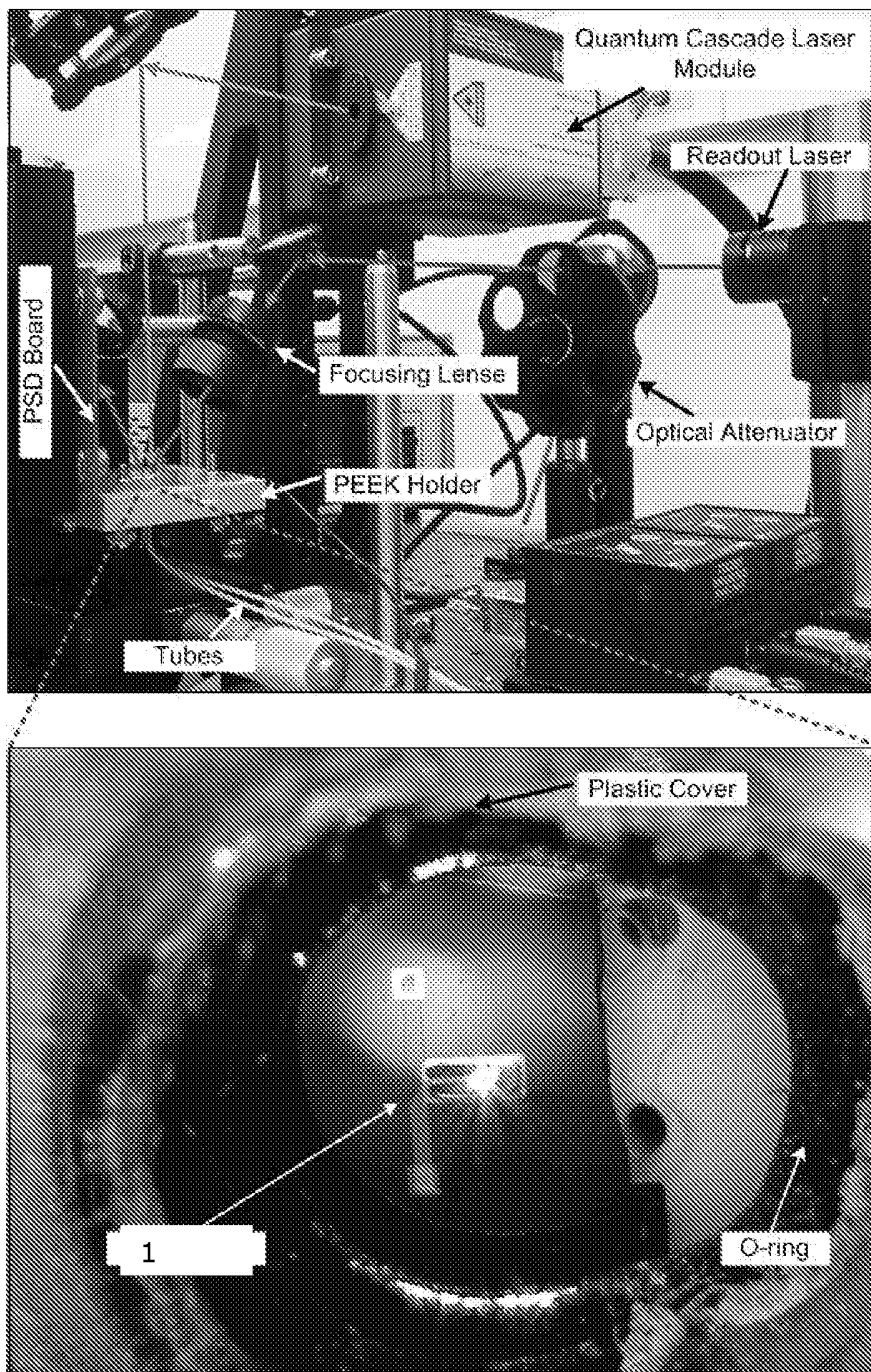 Quantum Cascade Laser
Module
Readout Laser
PSD Board
Focusing Lense
Optical Attenuator
PEEK Holder
Tubes
Plastic Cover
1
O-ring